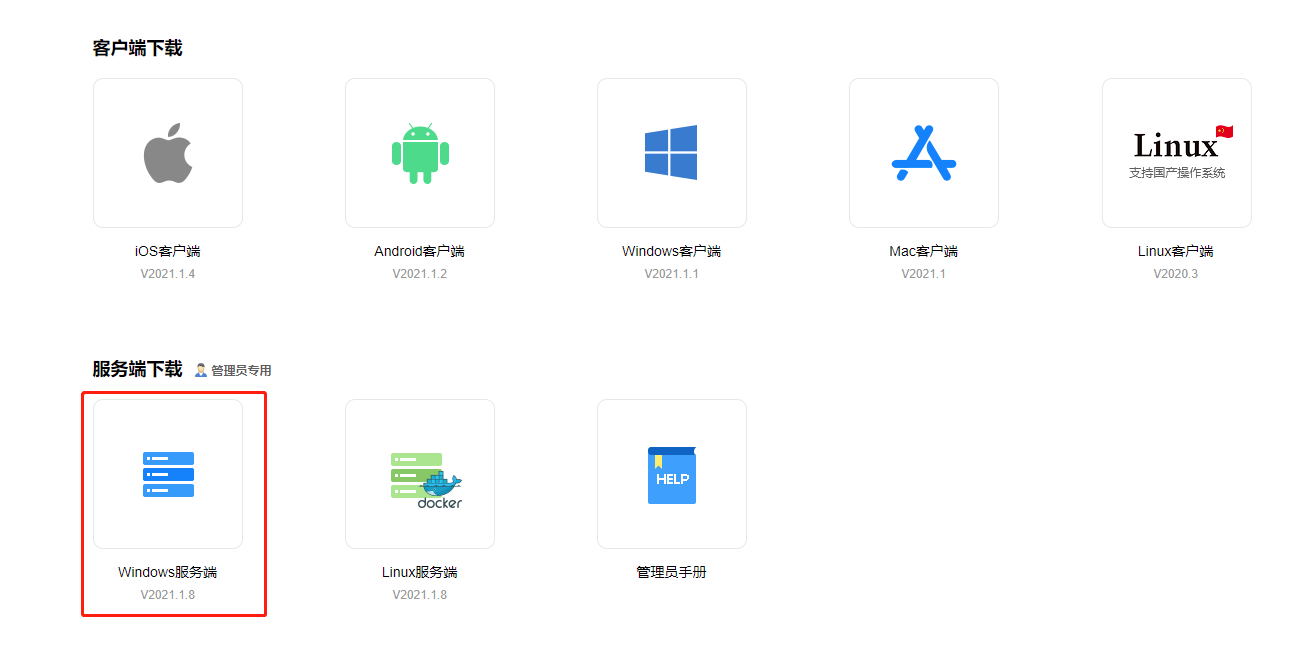 客户端下载
Linux
支持国产操作系统
iOS客户端
Android客户端
Windows客户端
Mac客户端
Linux客户端
V2021.1.4
V2021.1.2
V2021.1.1
V2021.1
V2020.3
服务端下载 管理员专用
docker
HELP
Windows服务端
Linux服务端
管理员手册
V2021.1.8
V2021.1.8